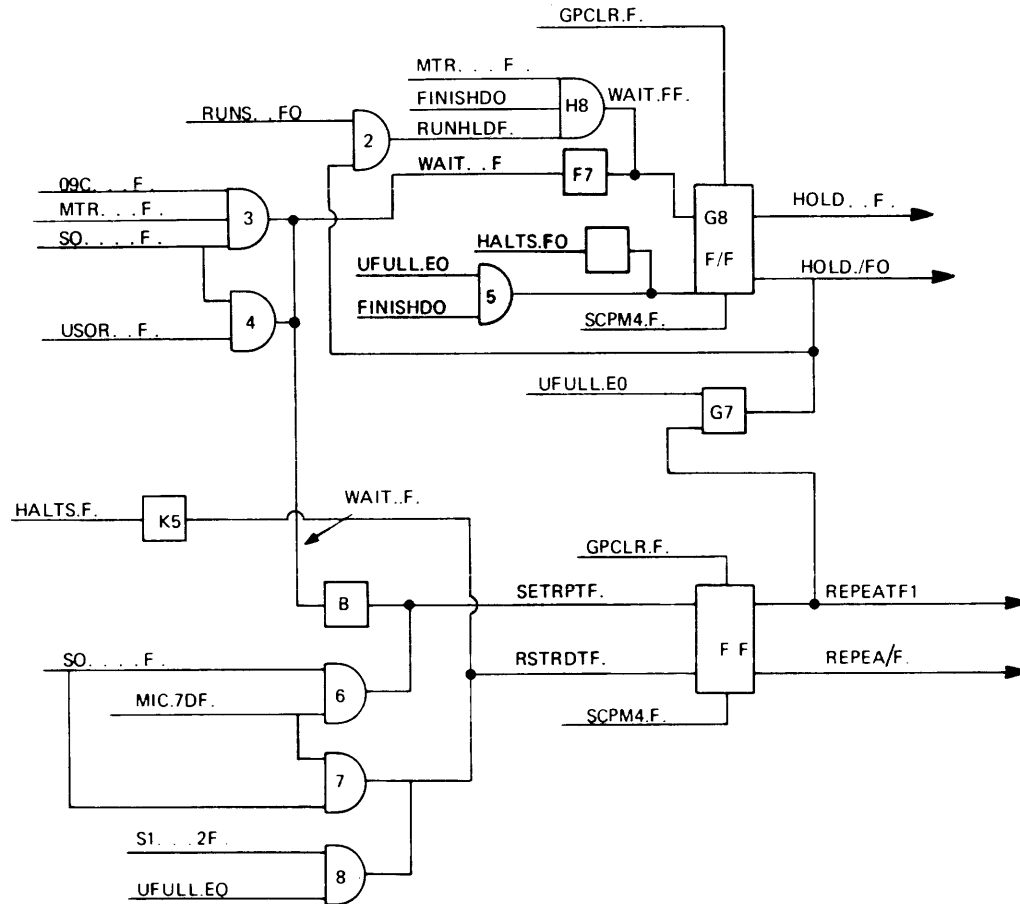 GPCLR.F.
MTR. . . F .
FINISHDO
H8
WAIT.FF.
RUNS. . .FO
2
RUNHLDF.
WAIT. . .F
F7
09C. . . .F.
MTR. . . .F.
3
SO. . . . .F.
G8
F/F
HOLD. . .F.
HALTS.FO
UFULL.EO
5
FINISHDO
HOLD./FO
4
USOR. . .F.
SCPM4.F.
UFULL.E0
G7
WAIT..F.
HALTS.F.
K5
GPCLR.F.
B
SETRPTF.
REPEATF1
F F
SO. . . . .F.
RSTRDTF.
REPEA/F.
6
MIC.7DF.
SCPM4.F.
7
S1. . . .2F.
8
UFULL.EQ